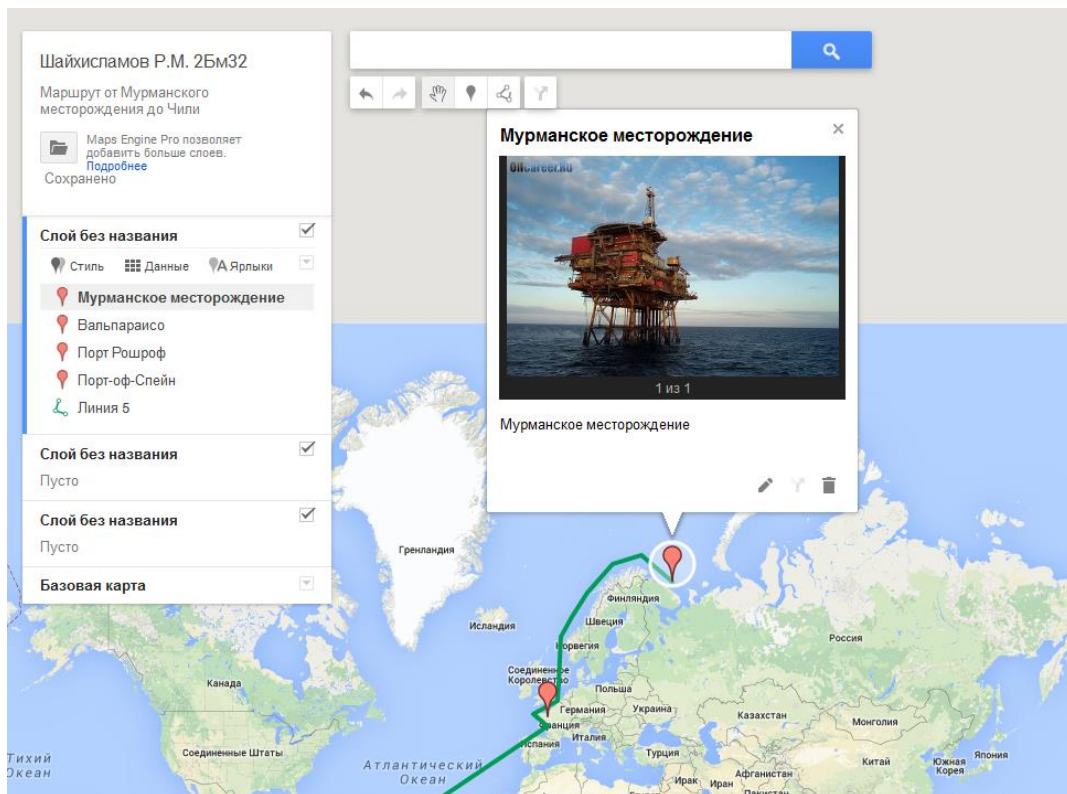 Шайхисламов Р.М. 2Бм32
Маршрут от Мурманского
месторождения до Чили
Maps Engine Pro позволяет
добавить больше слоев.
Подробнее
Сохранено
Слой без названия
Стиль Данные Ярлыки
Мурманское месторождение
Вальпараисо
Порт Рошроф
Порт-оф-Спейн
Линия 5
Слой без названия
Пусто
Слой без названия
Пусто
Базовая карта
Мурманское месторождение
Oilcareer.Ru
1 из 1
Мурманское месторождение
Гренландия
Финляндия
Исландия
Швеция
Норвегия
Россия
Соединенное
Королевство
Канада
Польша
Германия
Украина
Казахстан
Монголия
Франция
Италия
Испания
Соединенные Штаты
Турция
Япония
Китай
Южная
Корея
Тихий
Океан
Атлантический
Океан
Афганистан
Ирак
Иран
Пакистан